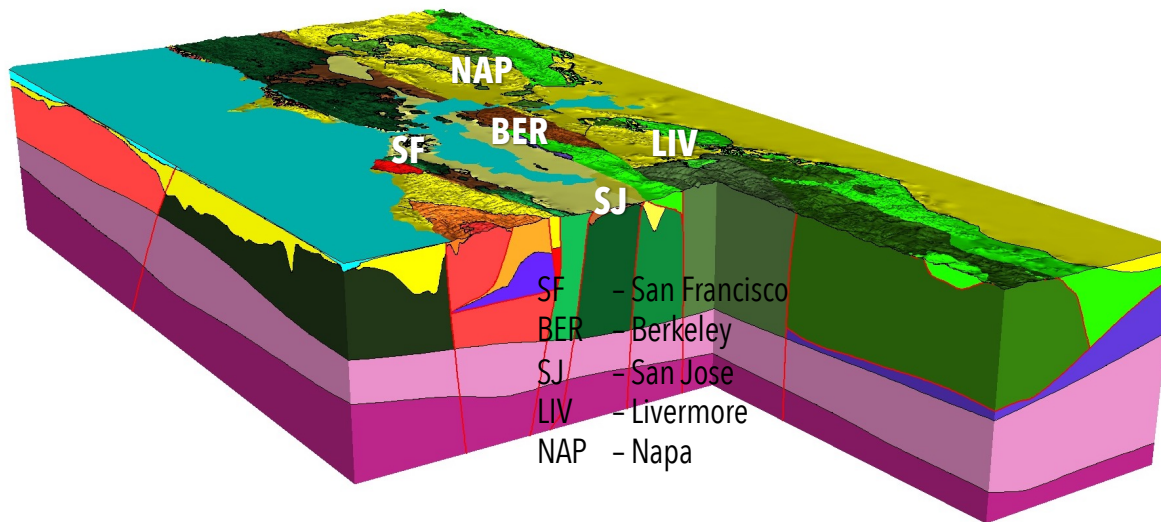 NAP
BER
LIV
SF
SJ
SF – San Francisco
BER – Berkeley
SJ – San Jose
LIV – Livermore
NAP – Napa